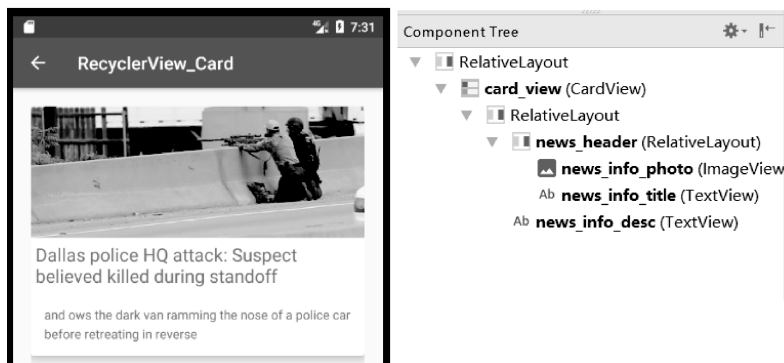 4G 7:31
RecyclerView_Card
Dallas police HQ attack: Suspect
believed killed during standoff
and ows the dark van ramming the nose of a police car
before retreating in reverse
Component Tree
RelativeLayout
card_view (CardView)
RelativeLayout
news_header (RelativeLayout)
news_info_photo (ImageView
Ab news_info_title (TextView)
Ab news_info_desc (TextView)